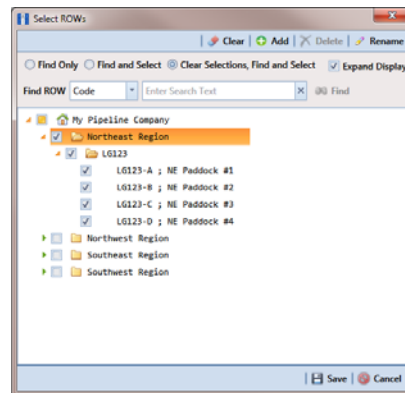 Select ROWs
Clear Add Delete Rename
Find Only Find and Select Clear Selections, Find and Select Expand Display
Find ROW Code Enter Search Text Find
My Pipeline Company
Northeast Region
LG123
LG123-A ; NE Paddock #1
LG123-B ; NE Paddock #2
LG123-C ; NE Paddock #3
LG123-D ; NE Paddock #4
Northwest Region
Southeast Region
Southwest Region
Save Cancel